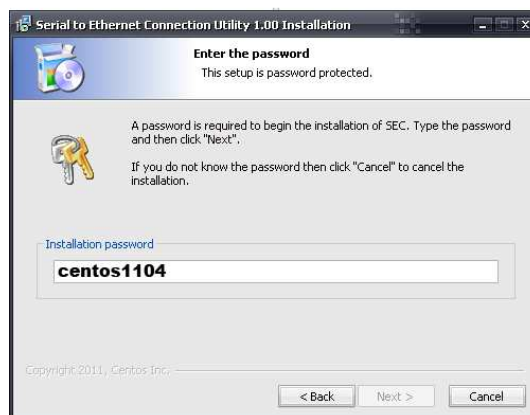 Serial to Ethernet Connection Utility 1.00 Installation
Enter the password
This setup is password protected.
A password is required to begin the installation of SEC. Type the password
and then click "Next".
If you do not know the password then click "Cancel" to cancel the
installation.
Installation password
centos1104
Copyright 2011, Centos Inc.
< Back
Next >
Cancel